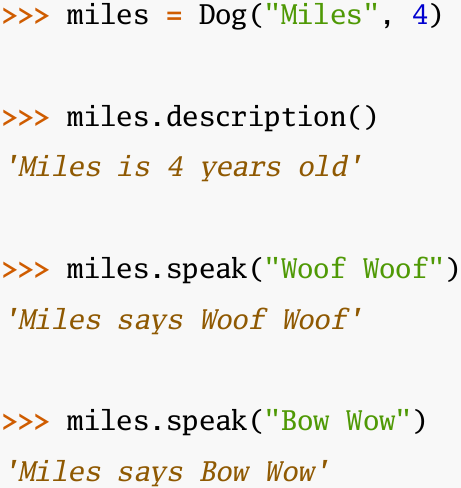 >>> miles = Dog("Miles", 4)
>>> miles.description()
'Miles is 4 years old'
>>> miles.speak("Woof Woof")
'Miles says Woof Woof'
>>> miles.speak("Bow Wow")
'Miles says Bow Wow'